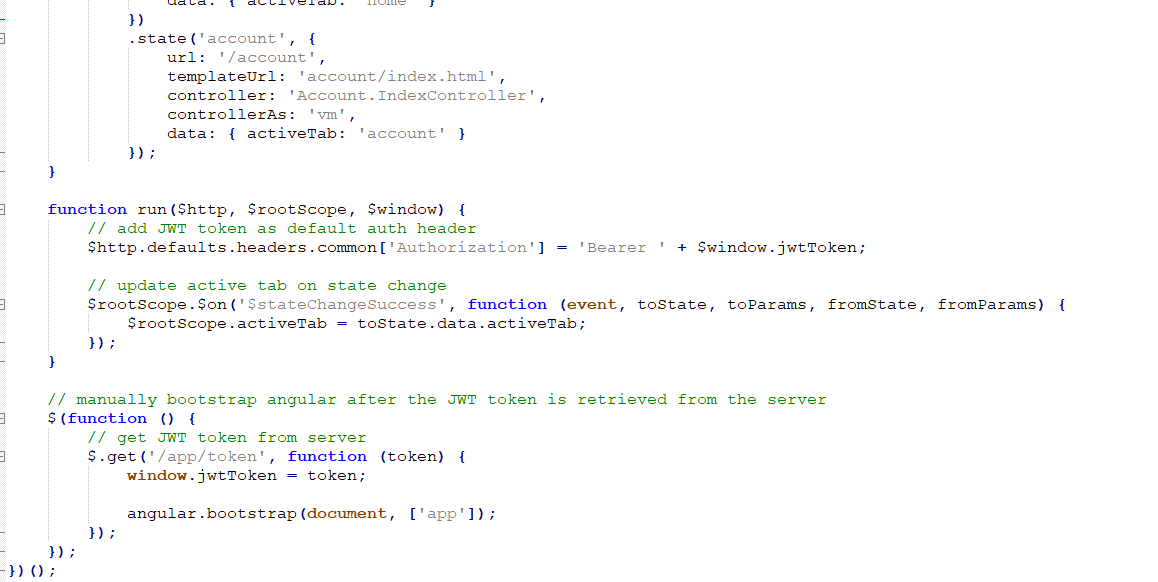 data: { activeTab: 'home' }
})
.state('account', {
url: '/account',
templateUrl: 'account/index.html',
controller: 'Account.IndexController',
controllerAs: 'vm',
data: { activeTab: 'account' }
});
}
function run($http, $rootScope, $window) {
// add JWT token as default auth header
$http.defaults.headers.common['Authorization'] = 'Bearer ' + $window.jwtToken;
// update active tab on state change
$rootScope.$on('$stateChangeSuccess', function (event, toState, toParams, fromState, fromParams) {
$rootScope.activeTab = toState.data.activeTab;
});
}
// manually bootstrap angular after the JWT token is retrieved from the server
$(function () {
// get JWT token from server
$.get('/app/token', function (token) {
window.jwtToken = token;
angular.bootstrap(document, ['app']);
});
});
})();